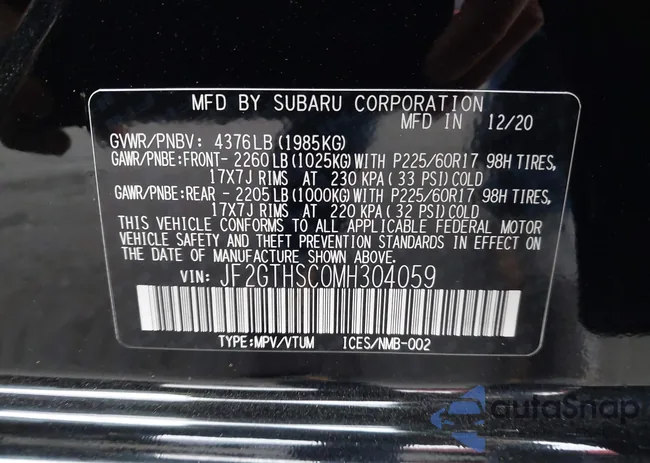 MFD BY SUBARU CORPORATION
MFD IN 12/20
GVWR/PNBV: 4376LB(1985KG)
GAWR/PNBE:FRONT- 2260LB(1025KG)WITH P225/60R17 98H TIRES,
17X7J RIMS AT 230 KPA(33 PSI)COLD
GAWR/PNBE:REAR - 2205LB(1000KG)WITH P225/60R17 98H TIRES,
17X7J RIMS AT 220 KPA(32 PSI)COLD
THIS VEHICLE CONFORMS TO ALL APPLICABLE FEDERAL MOTOR
VEHICLE SAFETY AND THEFT PREVENTION STANDARDS IN EFFECT ON
THE DATE OF MANUFACTURE SHOWN ABOVE.
VIN: JF2GTHSC0MH304059
TYPE:MPV/VTUM ICES/NMB-002
autoSnap